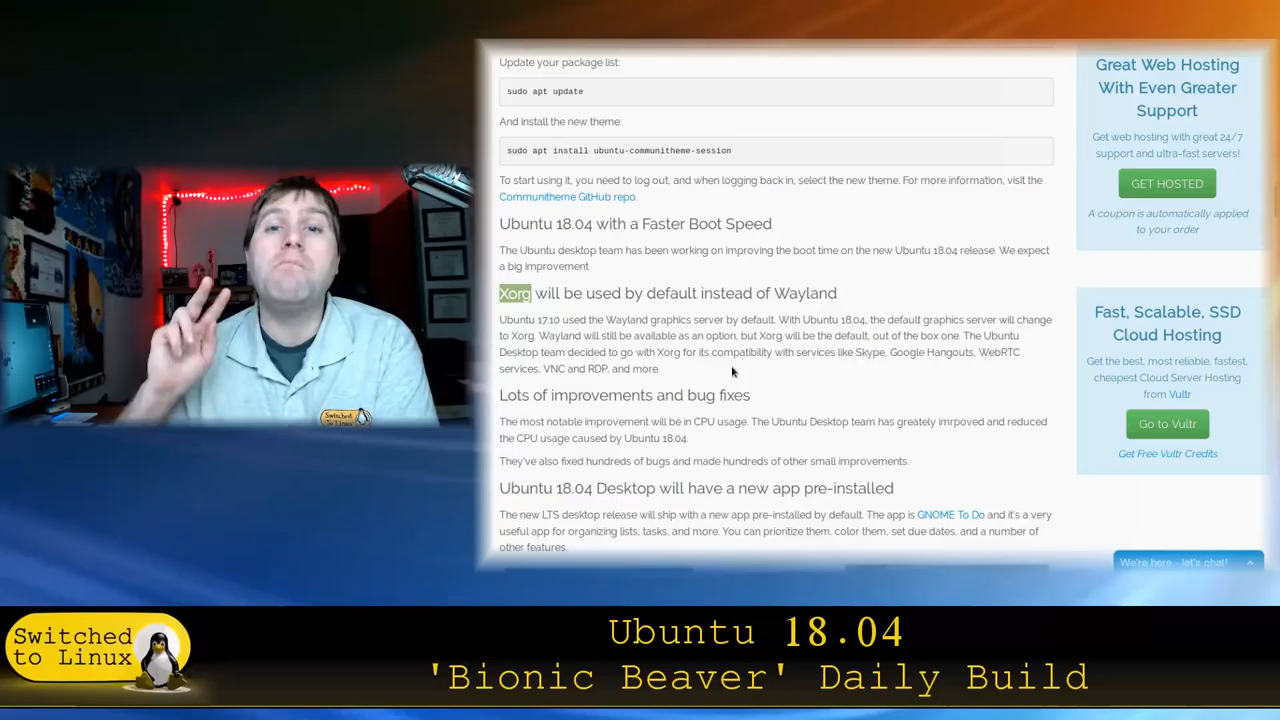 Update your package list:
sudo apt update
And install the new theme:
sudo apt install ubuntu-communitheme-session
To start using it, you need to log out, and when logging back in, select the new theme. For more information, visit the
Communitheme GitHub repo.
Ubuntu 18.04 with a Faster Boot Speed
The Ubuntu desktop team has been working on improving the boot time on the new Ubuntu 18.04 release. We expect
a big improvement
Xorg will be used by default instead of Wayland
Ubuntu 17.10 used the Wayland graphics server by default. With Ubuntu 18.04, the default graphics server will change
to Xorg. Wayland will still be available as an option, but Xorg will be the default, out of the box one. The Ubuntu
Desktop team decided to go with Xorg for its compatibility with services like Skype, Google Hangouts, WebRTC
services, VNC and RDP, and more.
Lots of improvements and bug fixes
The most notable improvement will be in CPU usage. The Ubuntu Desktop team has greately imrpoved and reduced
the CPU usage caused by Ubuntu 18.04.
They've also fixed hundreds of bugs and made hundreds of other small improvements.
Ubuntu 18.04 Desktop will have a new app pre-installed
The new LTS desktop release will ship with a new app pre-installed by default. The app is GNOME To Do and it's a very
useful app for organizing lists, tasks, and more. You can prioritize them, color them, set due dates, and a number of
other features.
Great Web Hosting
With Even Greater
Support
Get web hosting with great 24/7
support and ultra-fast servers!
GET HOSTED
A coupon is automatically applied
to your order
Fast, Scalable, SSD
Cloud Hosting
Get the best, most reliable, fastest,
cheapest Cloud Server Hosting
from Vultr
Go to Vultr
Get Free Vultr Credits
We're here - let's chat!
Switched
to Linux
Switched
to Linux
Ubuntu 18.04
'Bionic Beaver' Daily Build